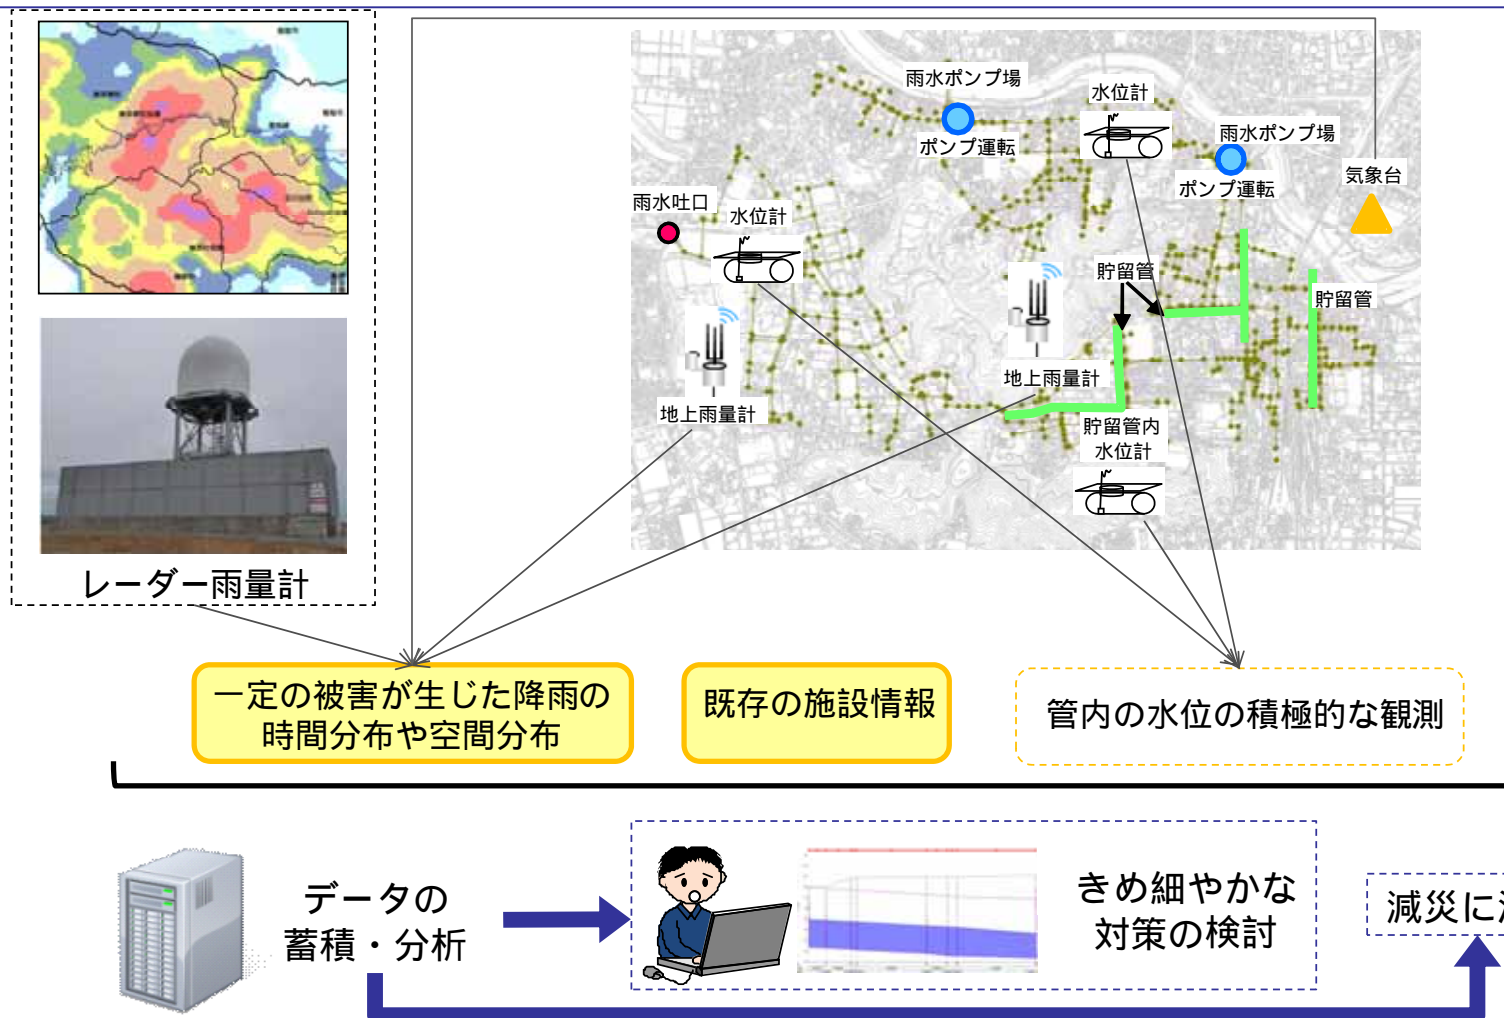 雨水ポンプ場
水位計
雨水ポンプ場
ポンプ運転
ポンプ運転
気象台
雨水吐口
水位計
貯留管
貯留管
地上雨量計
地上雨量計
貯留管内
水位計
レーダー雨量計
一定の被害が生じた降雨の
時間分布や空間分布
既存の施設情報
管内の水位の積極的な観測
データの
蓄積・分析
きめ細やかな
対策の検討
減災に